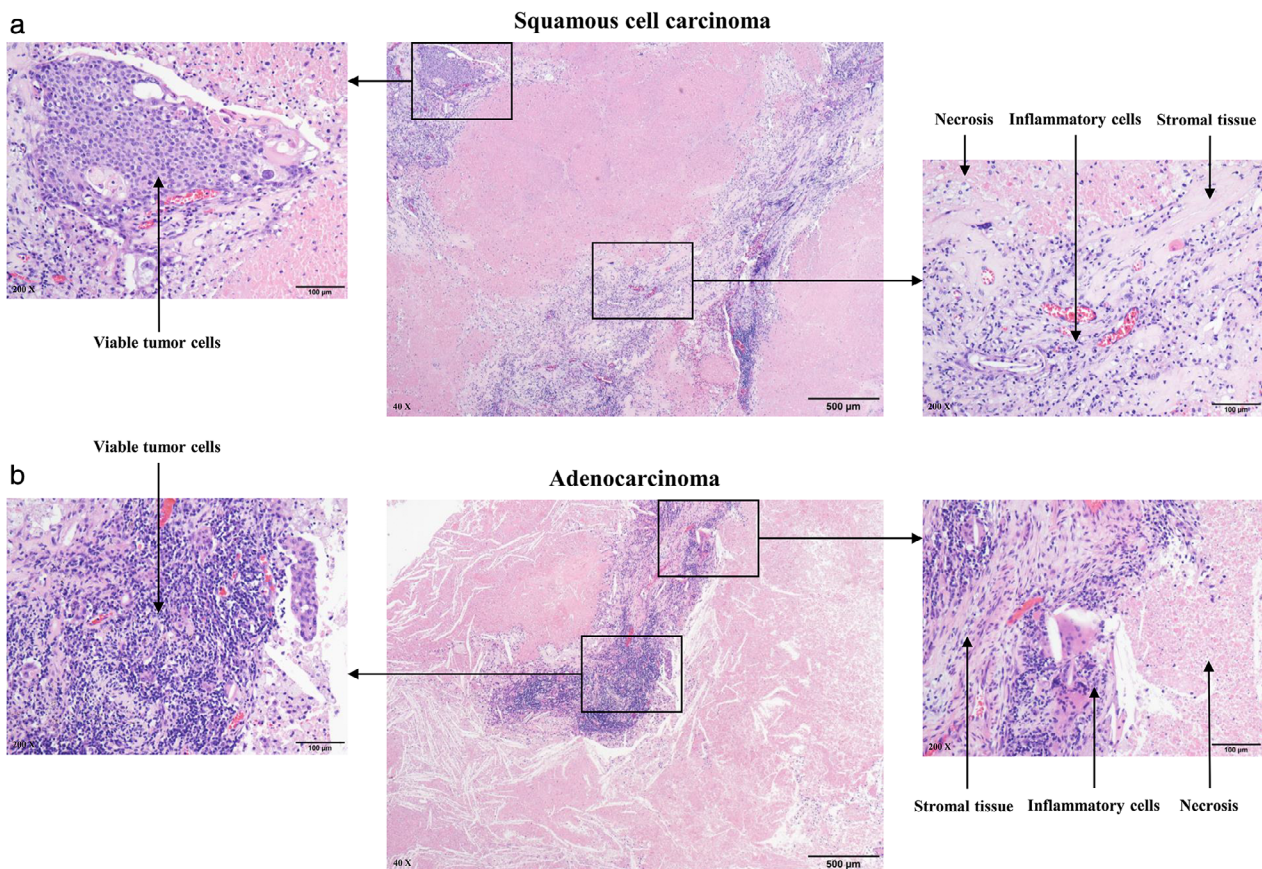 a
Squamous cell carcinoma
Necrosis
Inflammatory cells
Stromal tissue
200 X
100 µm
Viable tumor cells
40 X
500 µm
200 X
100 µm
b
Viable tumor cells
Adenocarcinoma
200 X
100 µm
40 X
500 µm
200 X
100 µm
Stromal tissue
Inflammatory cells
Necrosis